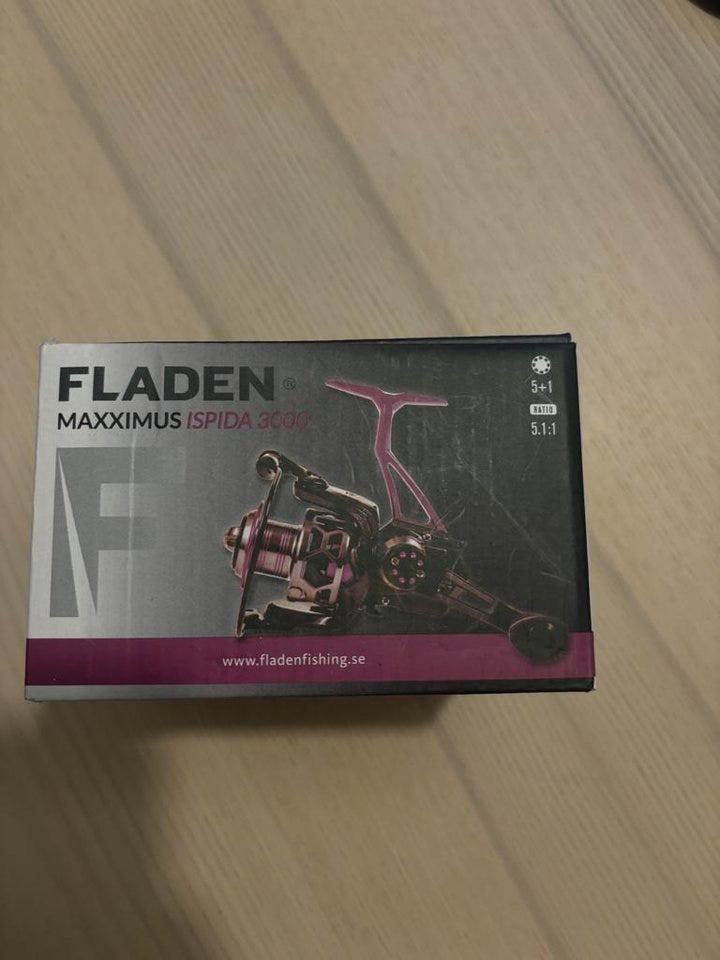 FLADEN ®
MAXXIMUS ISPIDA 3000
5+1
RATIO
5.1:1
F
www.fladenfishing.se